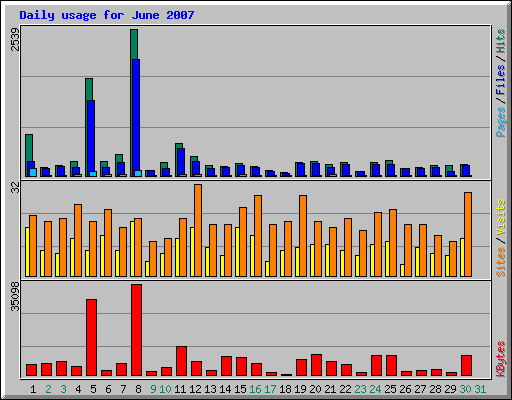 Daily usage for June 2007
2539
Pages / Files / Hits
32
Sites / Visits
35098
KBytes
1 2 3 4 5 6 7 8 9 10 11 12 13 14 15 16 17 18 19 20 21 22 23 24 25 26 27 28 29 30 31